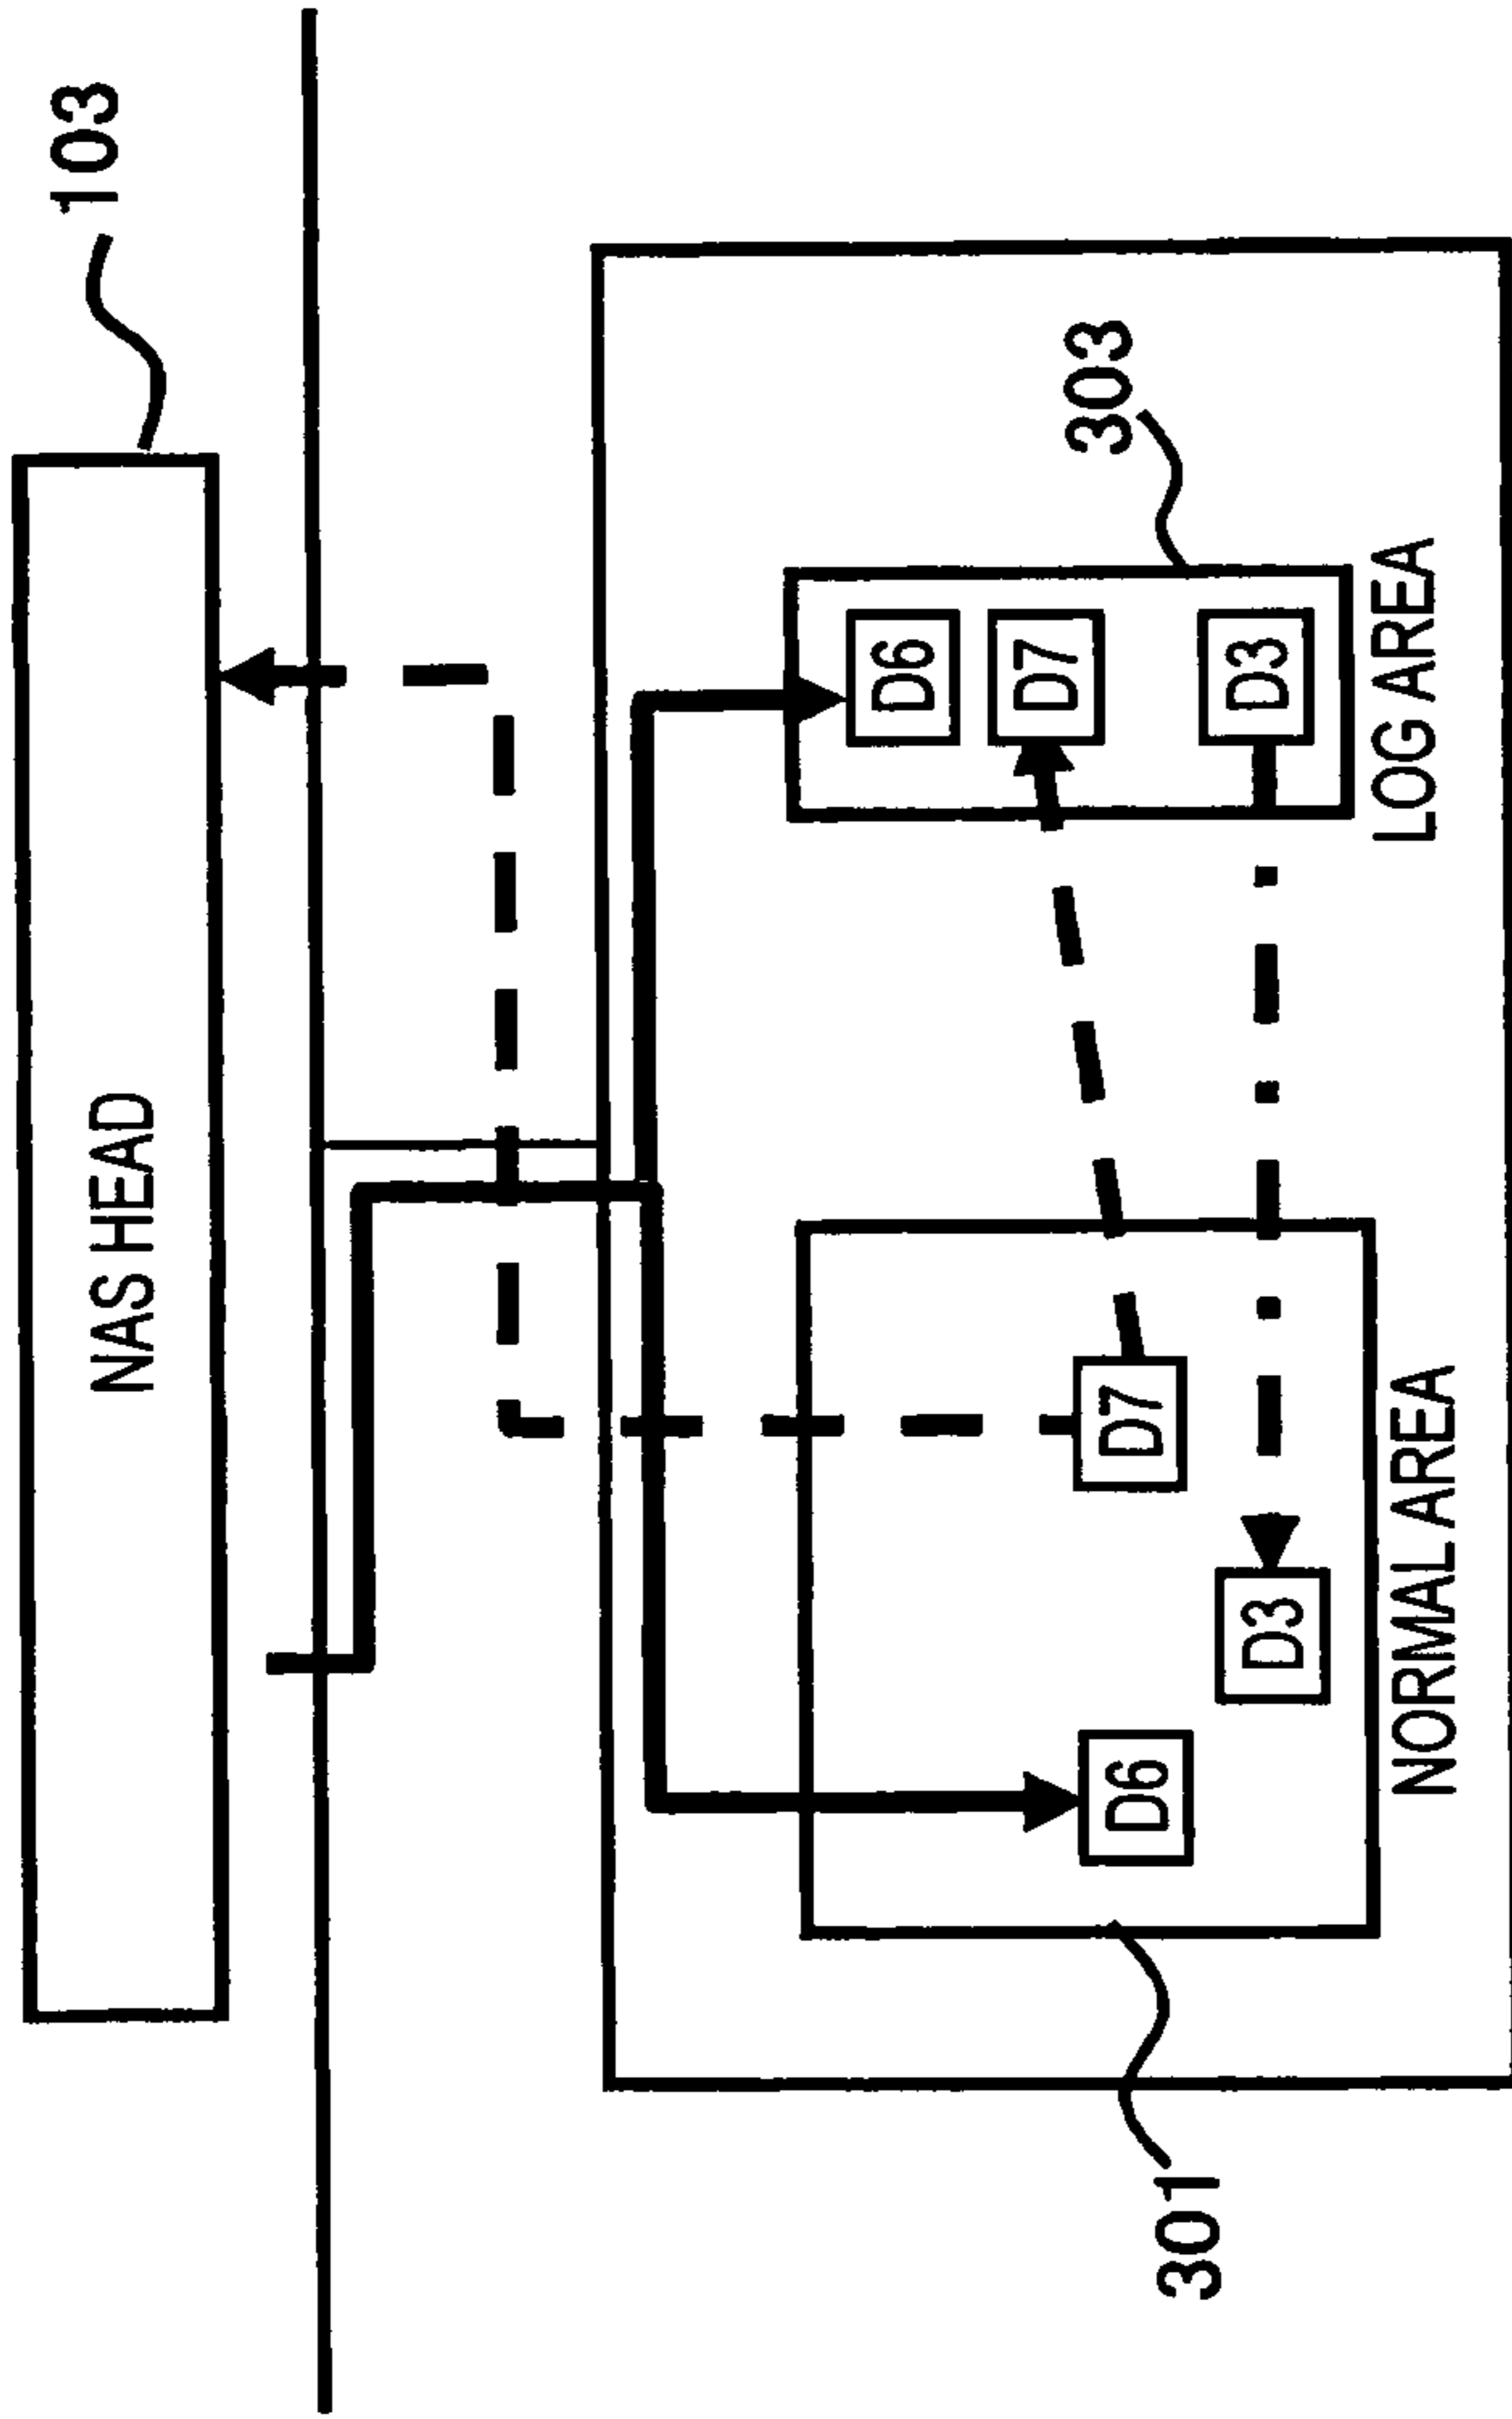 NAS HEAD
103
303
D6
D7
D3
LOG AREA
D7
D3
D6
NORMAL AREA
301